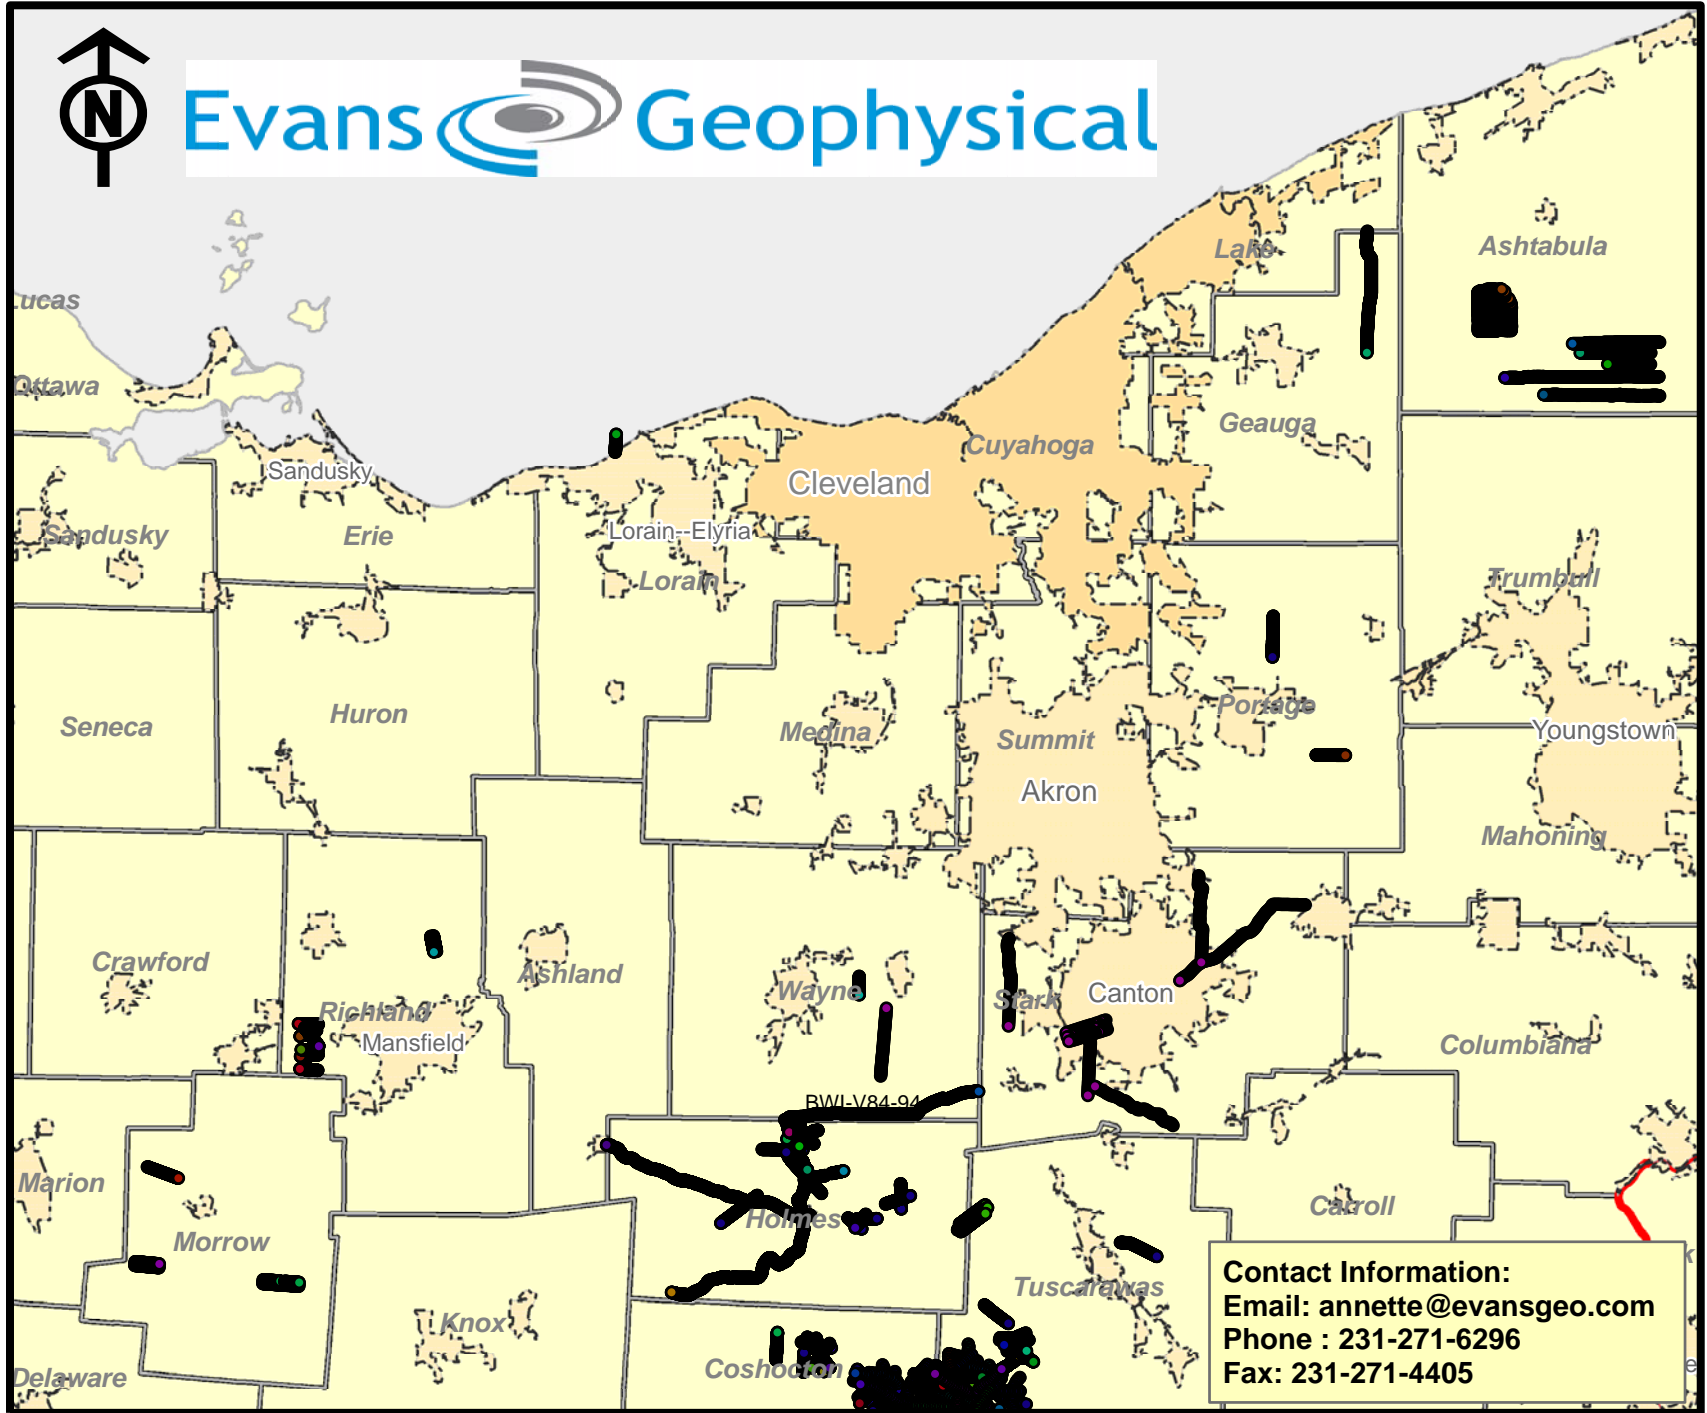 N
Evans Geophysical
Lake
Ashtabula
Lucas
Ottawa
Geauga
Cuyahoga
Sandusky
Cleveland
Sandusky
Erie
Lorain--Elyria
Lorain
Trumbull
Portage
Seneca
Huron
Medina
Summit
Youngstown
Akron
Mahoning
Crawford
Ashland
Wayne
Stark
Canton
Richland
Mansfield
Columbiana
BWI-V84-94
Marion
Holmes
Carroll
Morrow
Tuscarawas
Knox
Coshocton
Delaware
Contact Information:
Email: annette@evansgeo.com
Phone : 231-271-6296
Fax: 231-271-4405